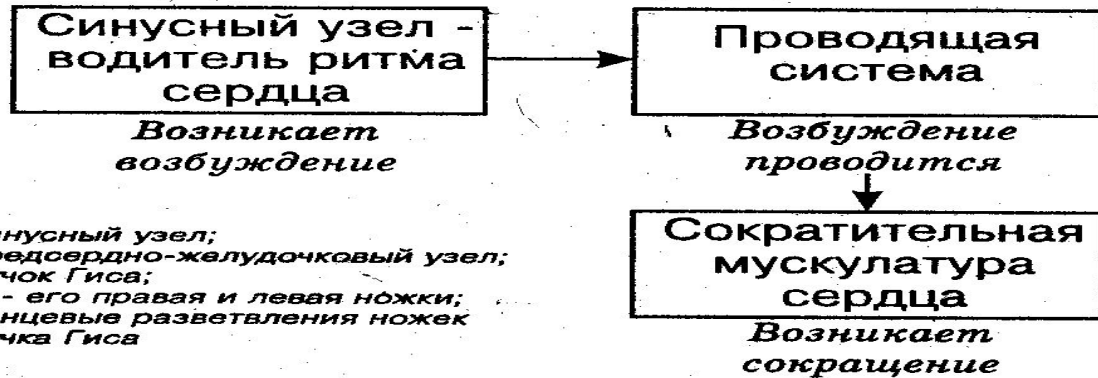 Синусный узел -
водитель ритма
сердца
Возникает
возбуждение
Проводящая
система
Возбуждение
проводится
Сократительная
мускулатура
сердца
Возникает
сокращение
нусный узел;
едсердно-желудочковый узел;
чок Гиса;
- его правая и левая ножки;
нцевые разветвления ножек
чка Гиса